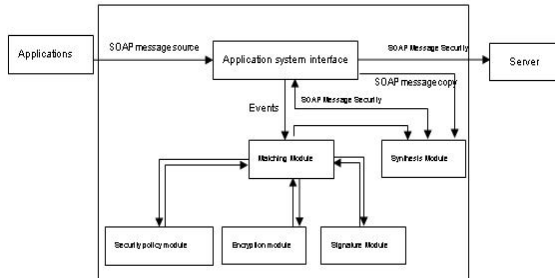 Applications
SOAP message source
Application system interface
SOAP Message Security
Server
SOAP message copy
Events
SOAP Message Security
Matching Module
Synthesis Module
Security policy module
Encryption module
Signature Module